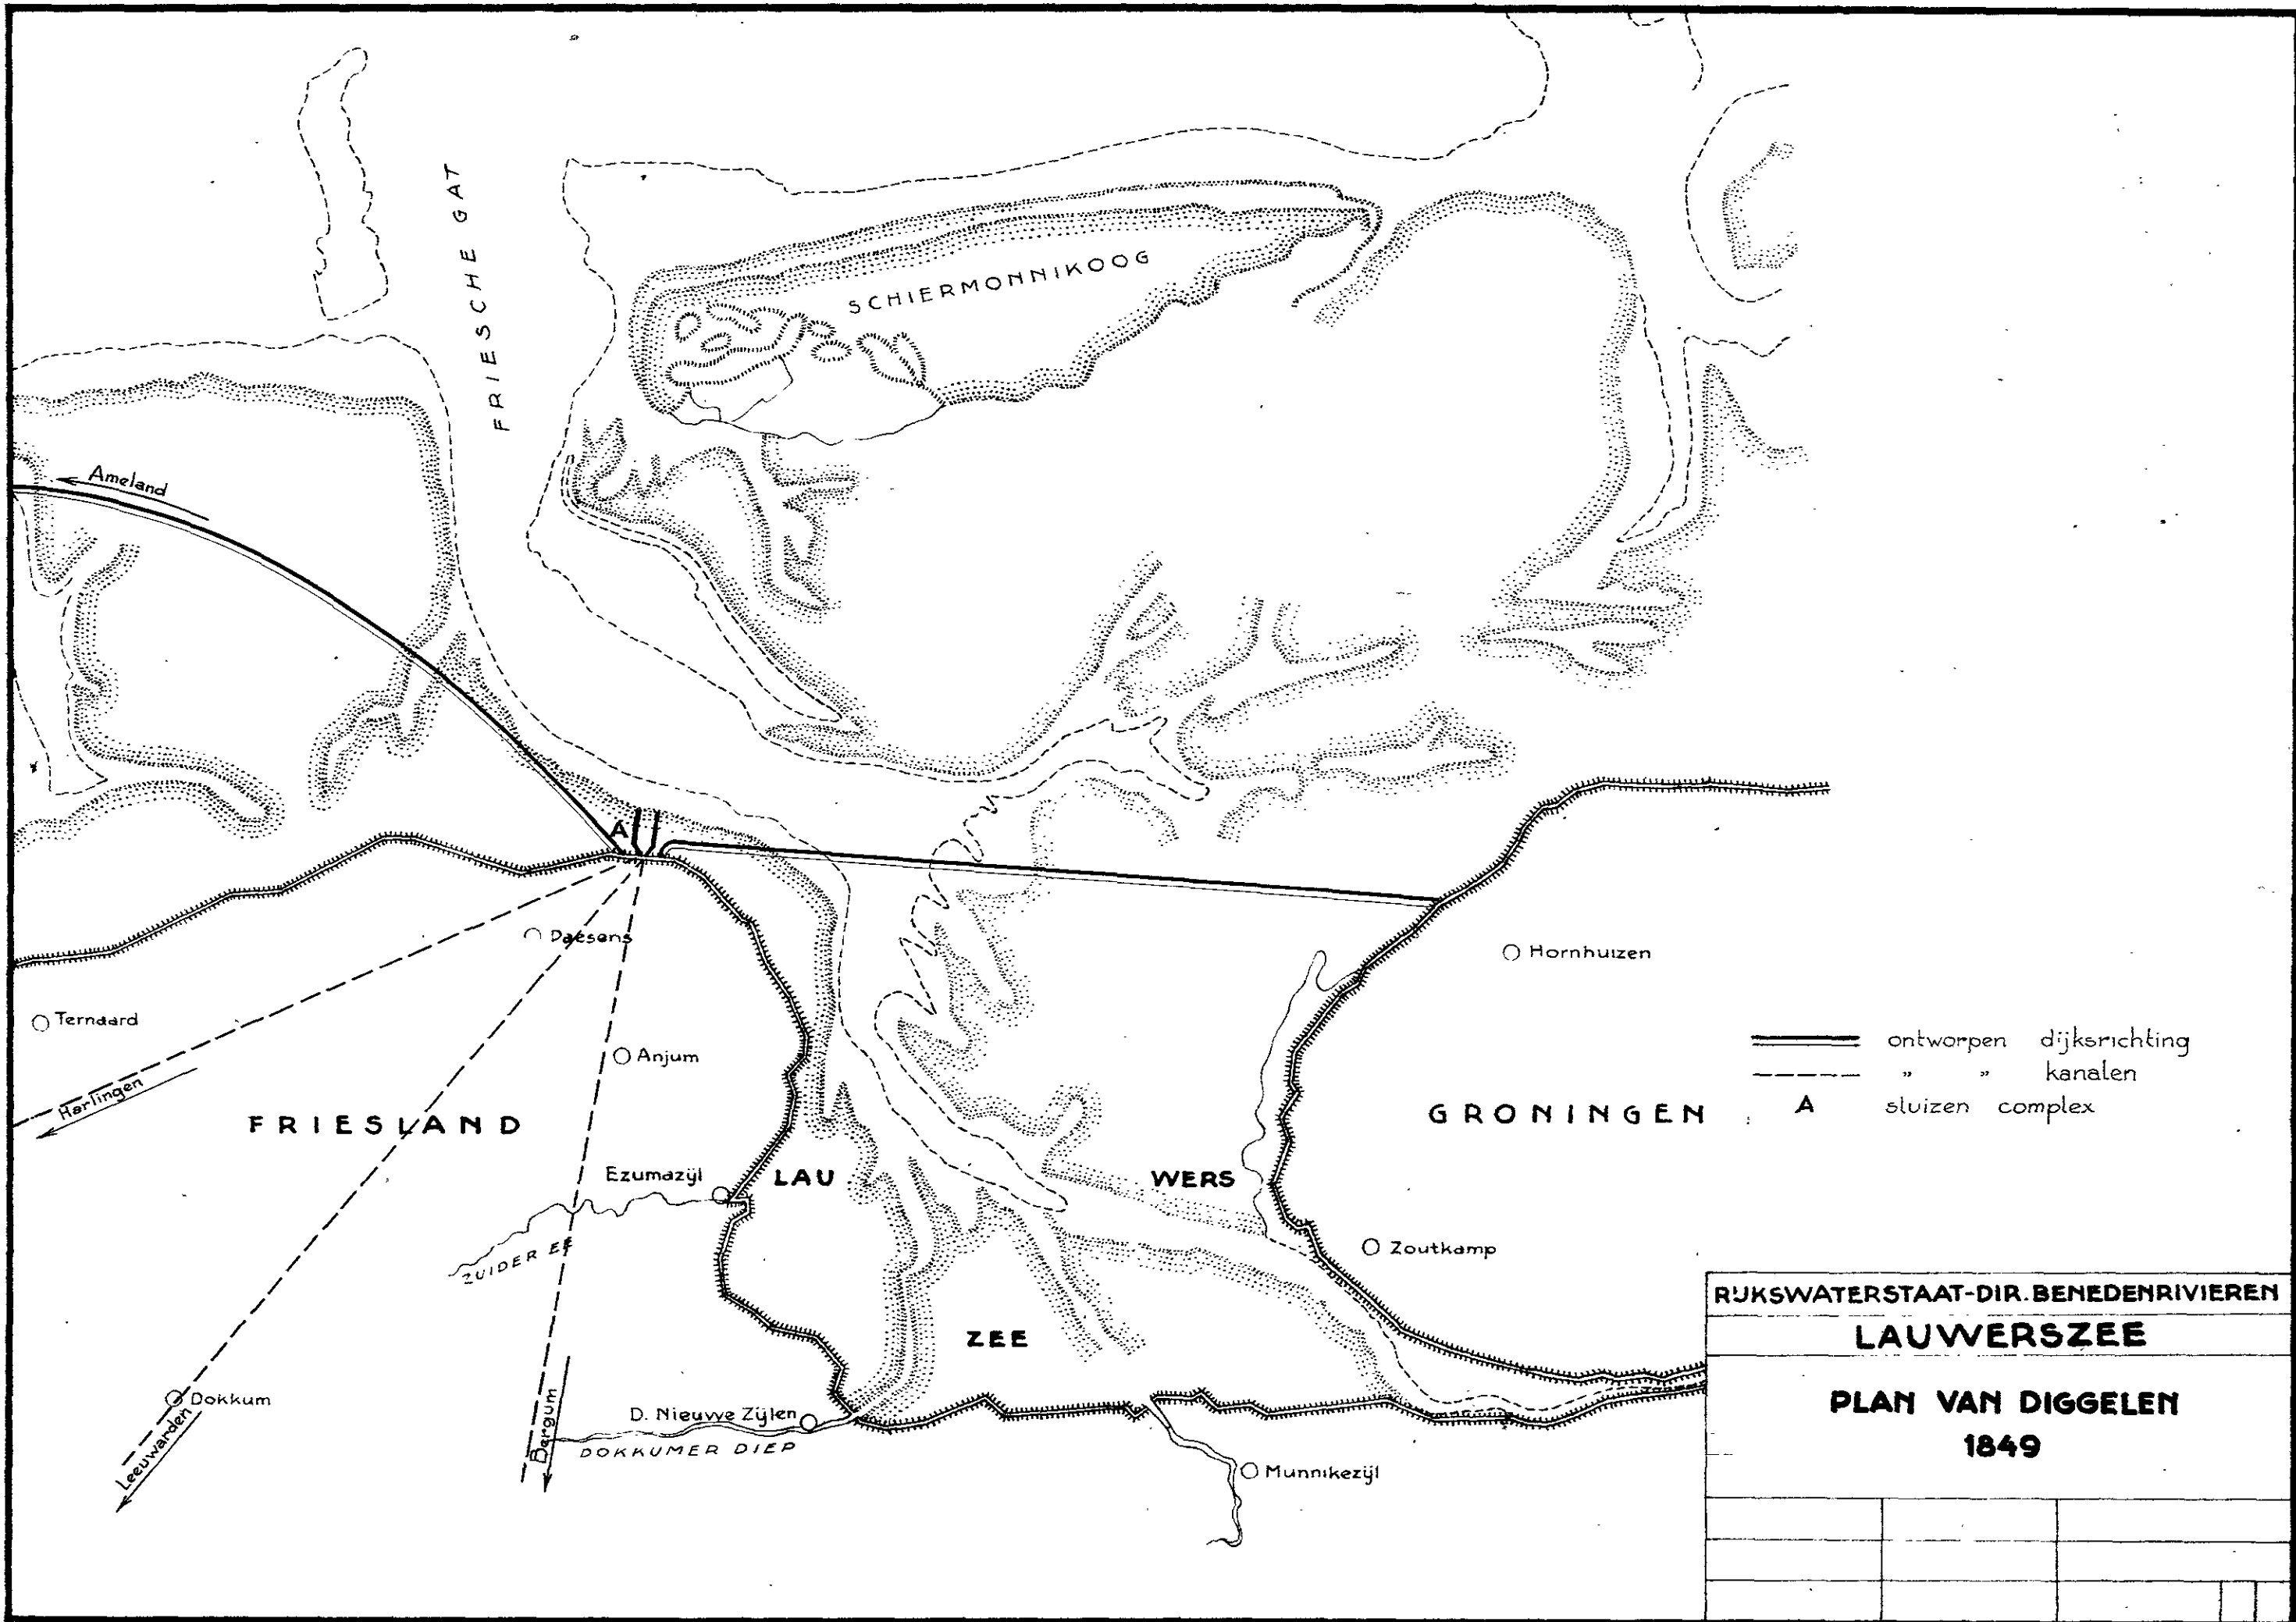 FRIESCHE GAT
SCHIERMONNIKOOG
Ameland
A
Daesens
Hornhuizen
Ternaard
Anjum
Harlingen
FRIESLAND
GRONINGEN
ontworpen dijksrichting
" " kanalen
A sluizen complex
Ezumazijl
LAU
WERS
ZUIDER EE
Zoutkamp
ZEE
Dokkum
Leeuwarden
Bergum
D. Nieuwe Zijlen
DOKKUMER DIEP
Munnikezijl
RIJKSWATERSTAAT-DIR. BENEDENRIVIEREN
LAUWERSZEE
PLAN VAN DIGGELEN
1849